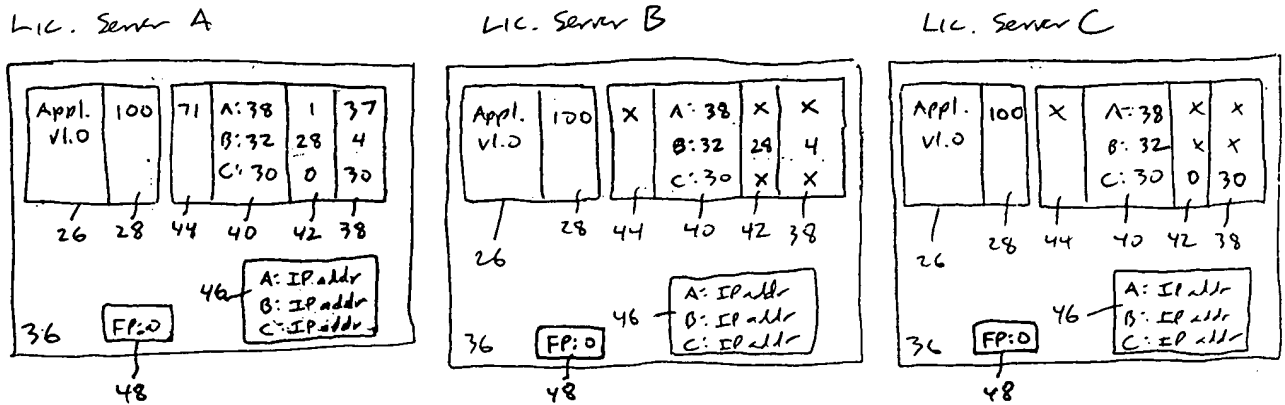 Lic. Server A
Appl. 100 71 A: 38 1 37
v1.0 B: 32 28 4
C: 30 0 30
26 28 44 40 42 38
46 A: IP addr
B: IP addr
C: IP addr
36 FP: 0
48
Lic. Server B
Appl. 100 X A: 38 X X
v1.0 B: 32 28 4
C: 30 X X
26 28 44 40 42 38
46 A: IP addr
B: IP addr
C: IP addr
36 FP: 0
48
Lic. Server C
Appl. 100 X A: 38 X X
v1.0 B: 32 X X
C: 30 0 30
26 28 44 40 42 38
46 A: IP addr
B: IP addr
C: IP addr
36 FP: 0
48